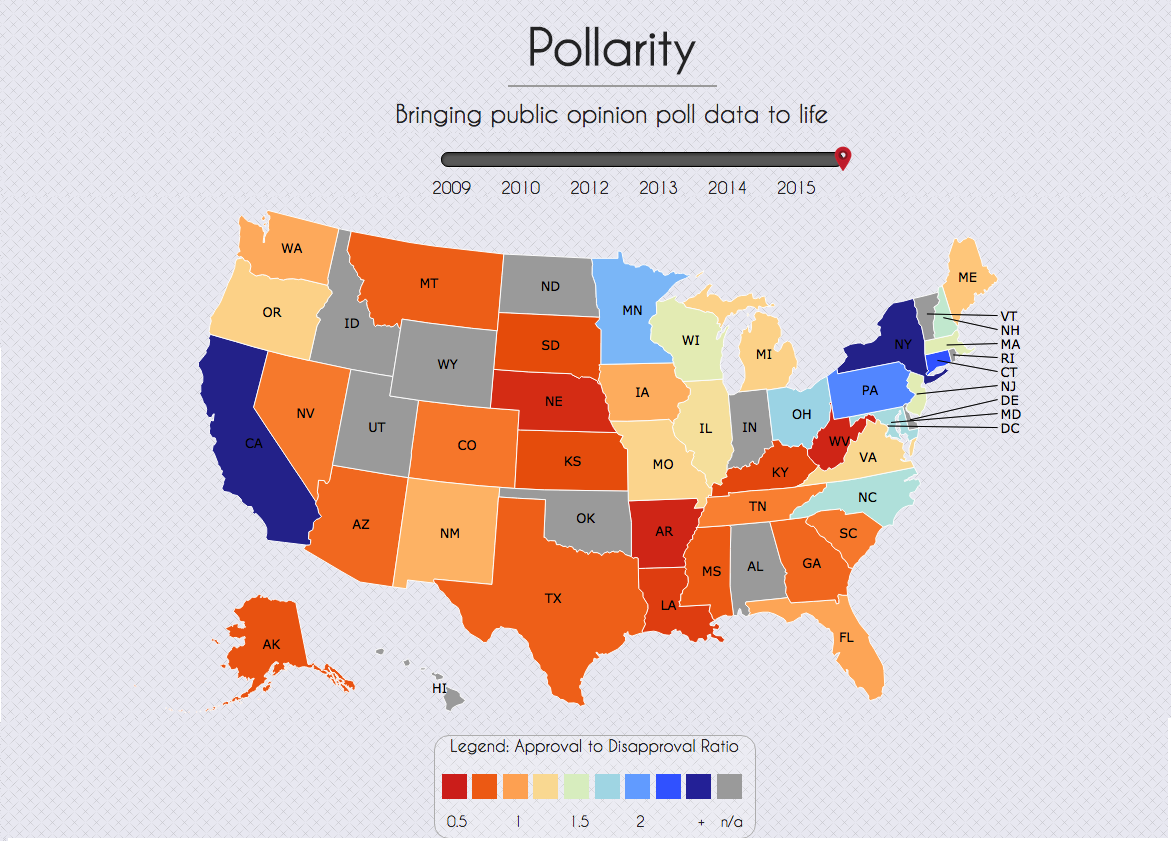 Pollarity
Bringing public opinion poll data to life
2009 2010 2012 2013 2014 2015
WA
MT
ND
MN
ME
OR
ID
SD
WI
MI
NY
VT
NH
MA
RI
CT
NJ
DE
MD
DC
WY
NE
IA
PA
NV
UT
CO
KS
MO
IL
IN
OH
WV
VA
KY
CA
AZ
NM
OK
AR
TN
NC
SC
TX
LA
MS
AL
GA
FL
AK
HI
Legend: Approval to Disapproval Ratio
0.5 1 1.5 2 + n/a